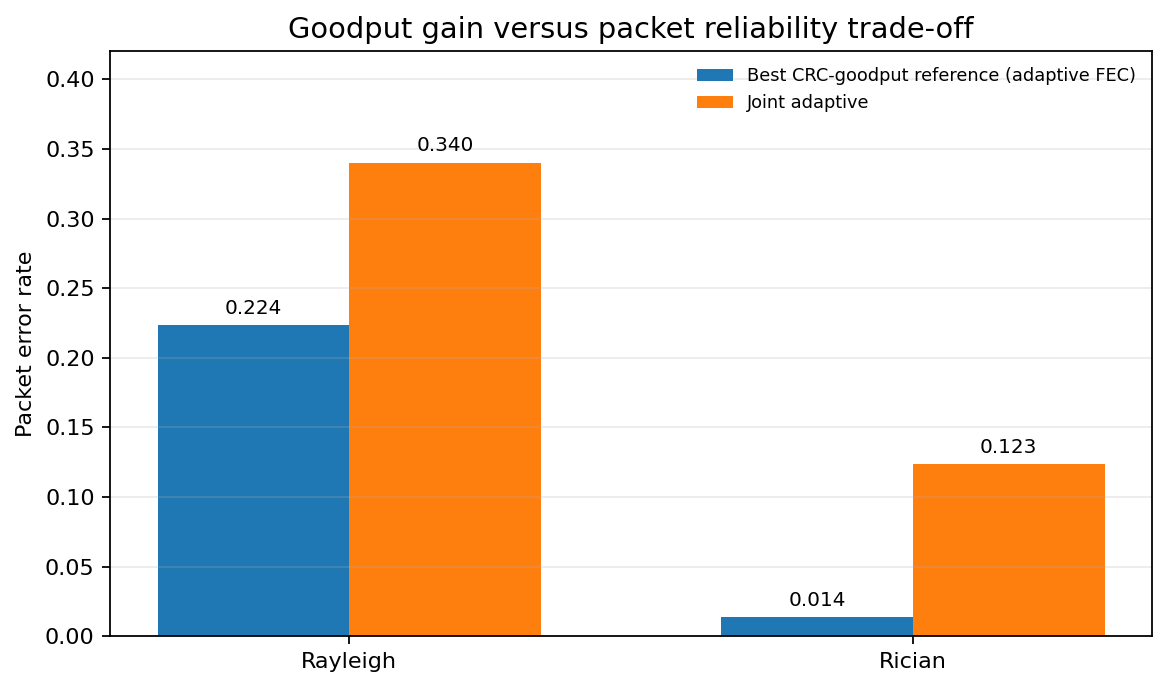 Goodput gain versus packet reliability trade-off
Best CRC-goodput reference (adaptive FEC)
Joint adaptive
Packet error rate
0.40
0.35
0.30
0.25
0.20
0.15
0.10
0.05
0.00
0.224
0.340
0.014
0.123
Rayleigh
Rician